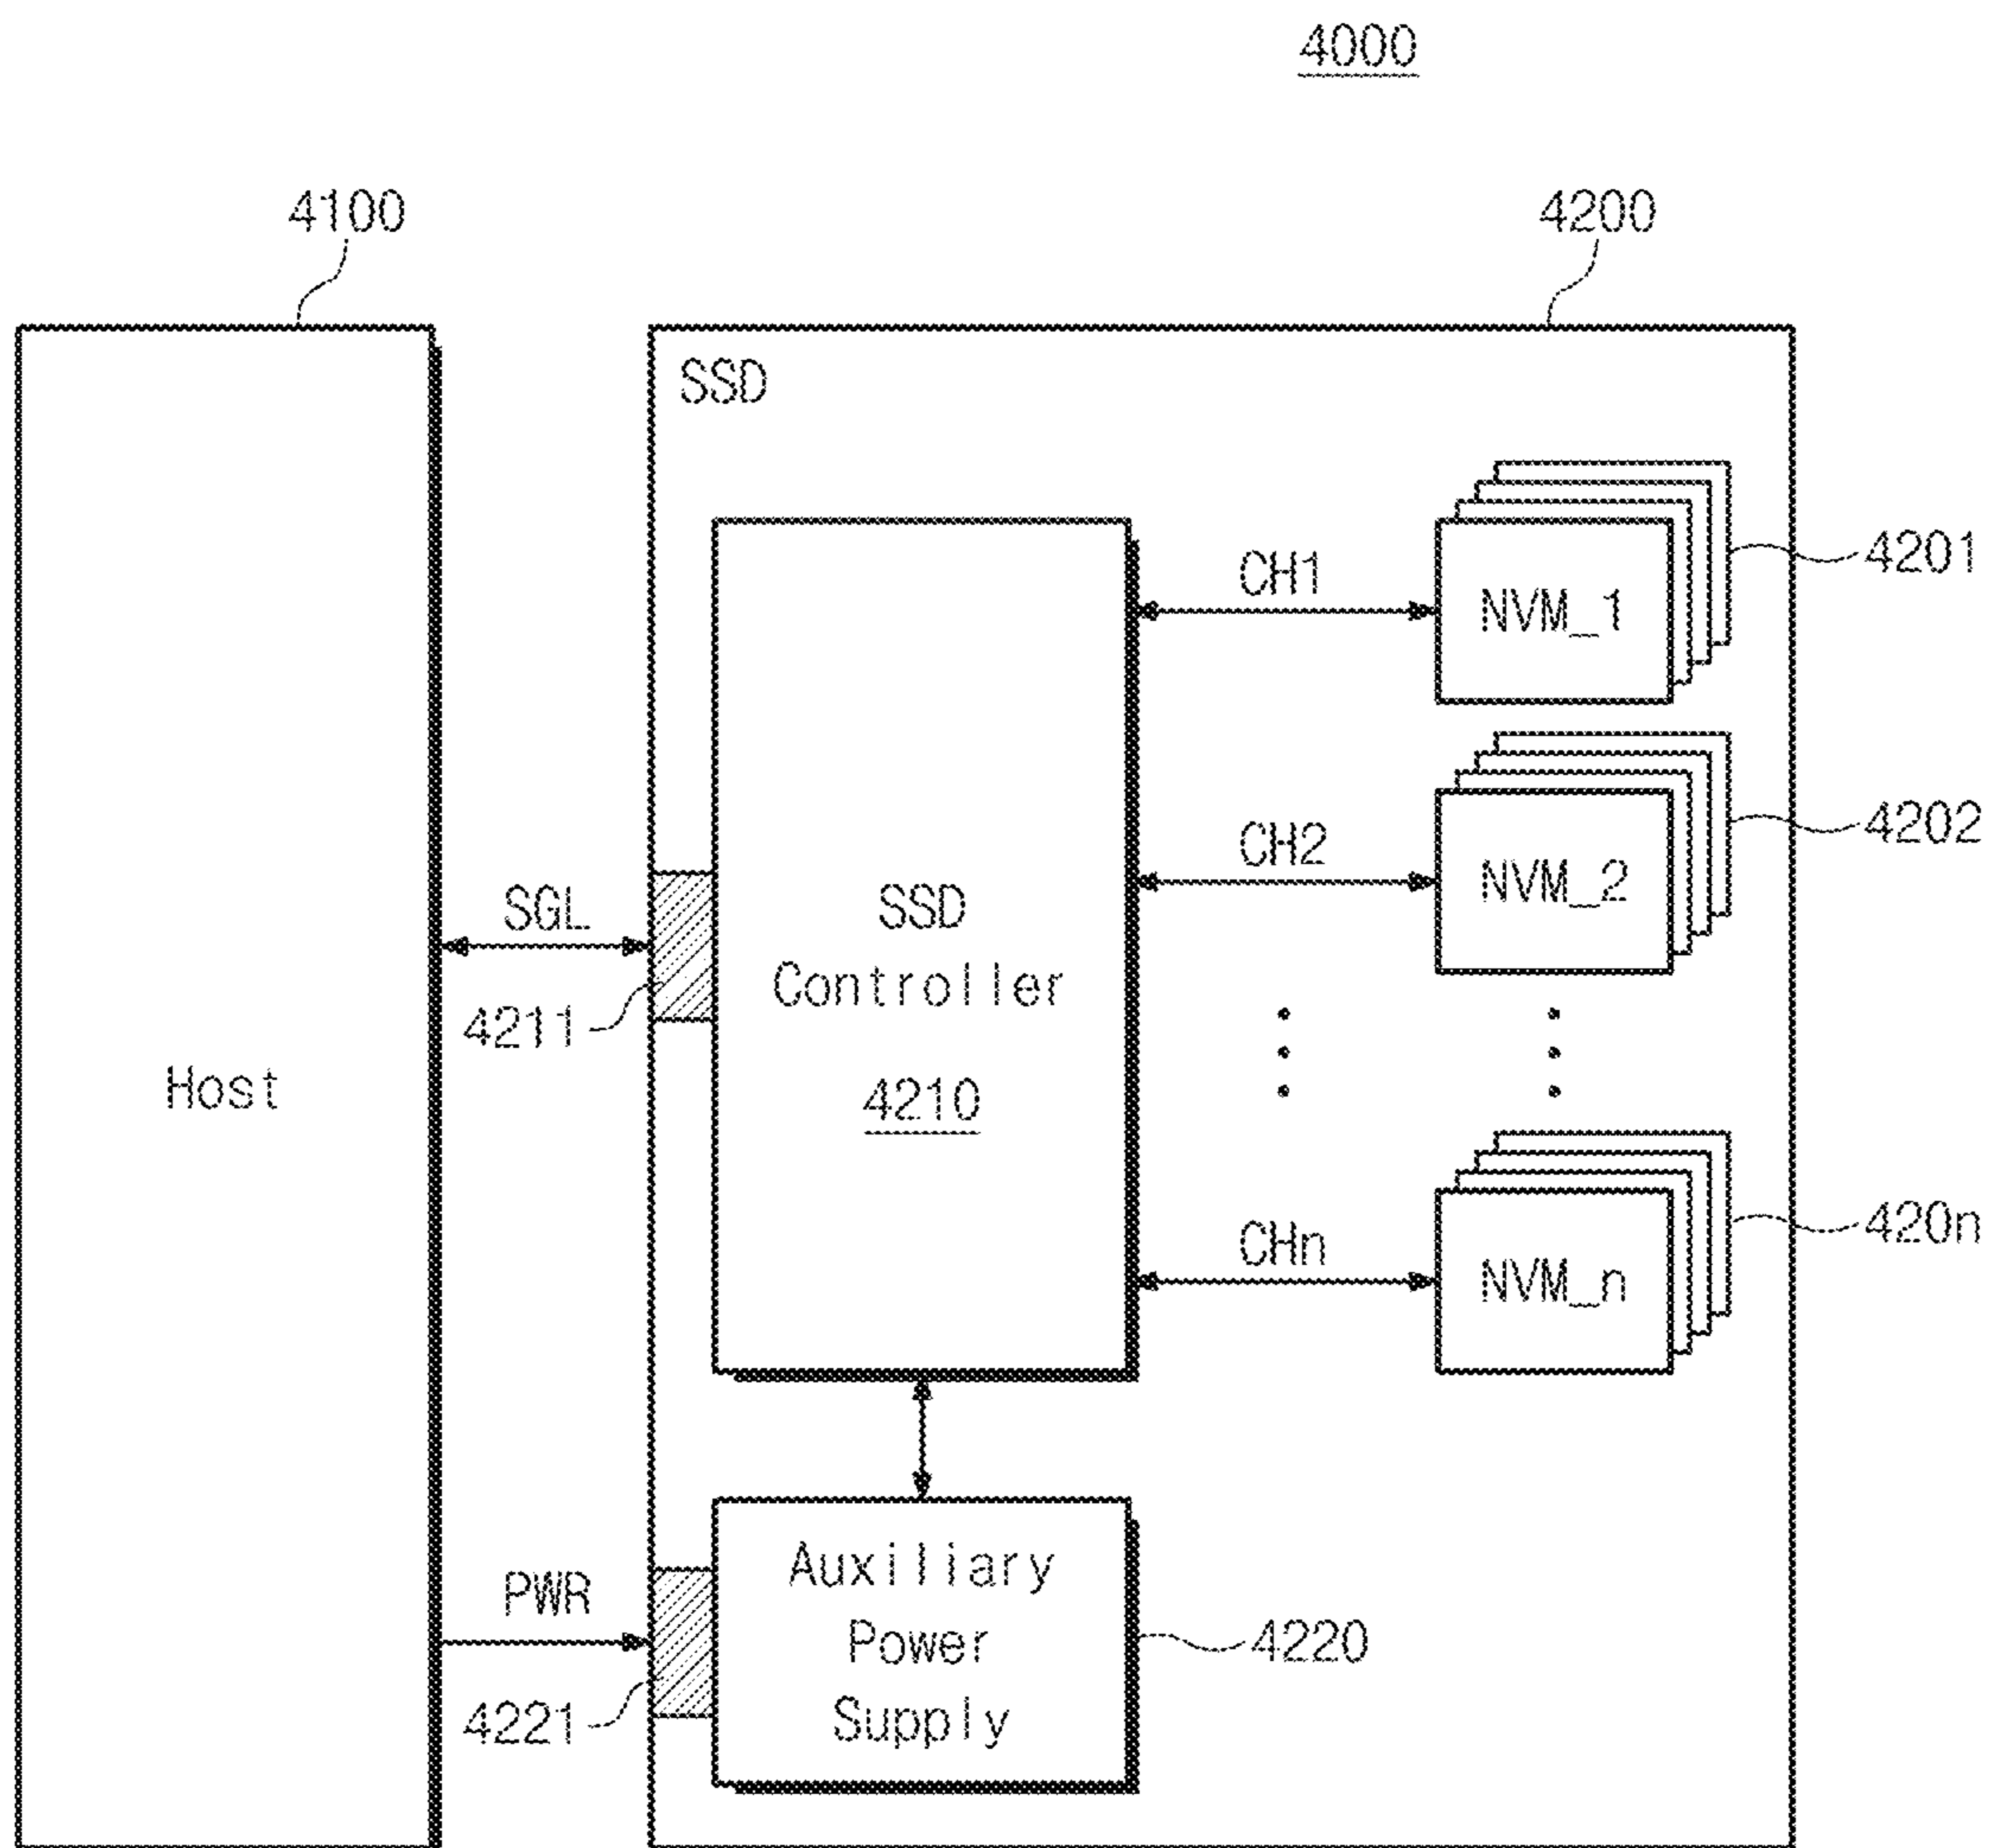 4000
4100
4200
SSD
4201
CH1
NVM_1
4202
CH2
NVM_2
SGL
SSD
Controller
4210
4211
Host
420n
CHn
NVM_n
PWR
Auxiliary
Power
Supply
4220
4221